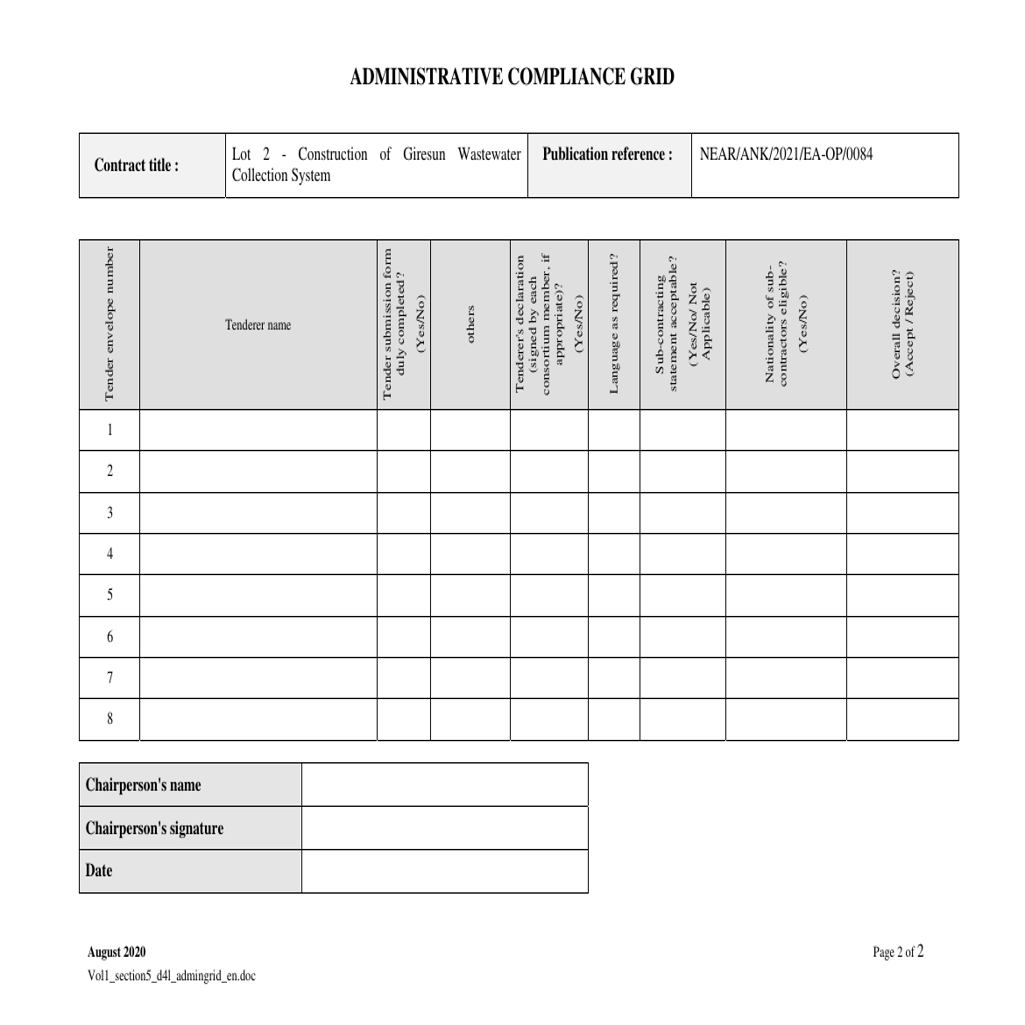 ADMINISTRATIVE COMPLIANCE GRID
Contract title :
Lot 2 - Construction of Giresun Wastewater
Collection System
Publication reference :
NEAR/ANK/2021/EA-OP/0084
Tender envelope number
Tenderer name
Tender submission form
duly completed?
(Yes/No)
others
Tenderer's declaration
(signed by each
consortium member, if
appropriate)?
(Yes/No)
Language as required?
Sub-contracting
statement acceptable?
(Yes/No/ Not
Applicable)
Nationality of sub-
contractors eligible?
(Yes/No)
Overall decision?
(Accept / Reject)
1
2
3
4
5
6
7
8
Chairperson's name
Chairperson's signature
Date
August 2020
Page 2 of 2
Vol1_section5_d4l_admingrid_en.doc